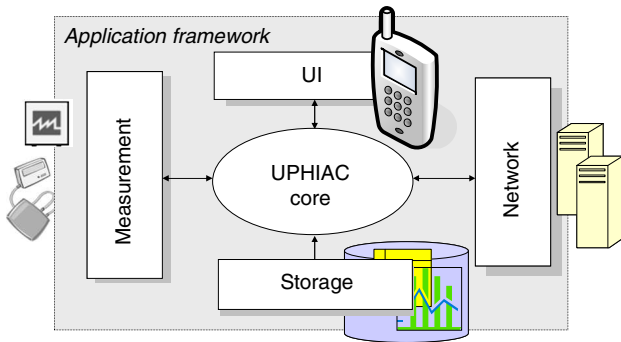 Application framework
UI
Measurement
UPHIAC
core
Network
Storage